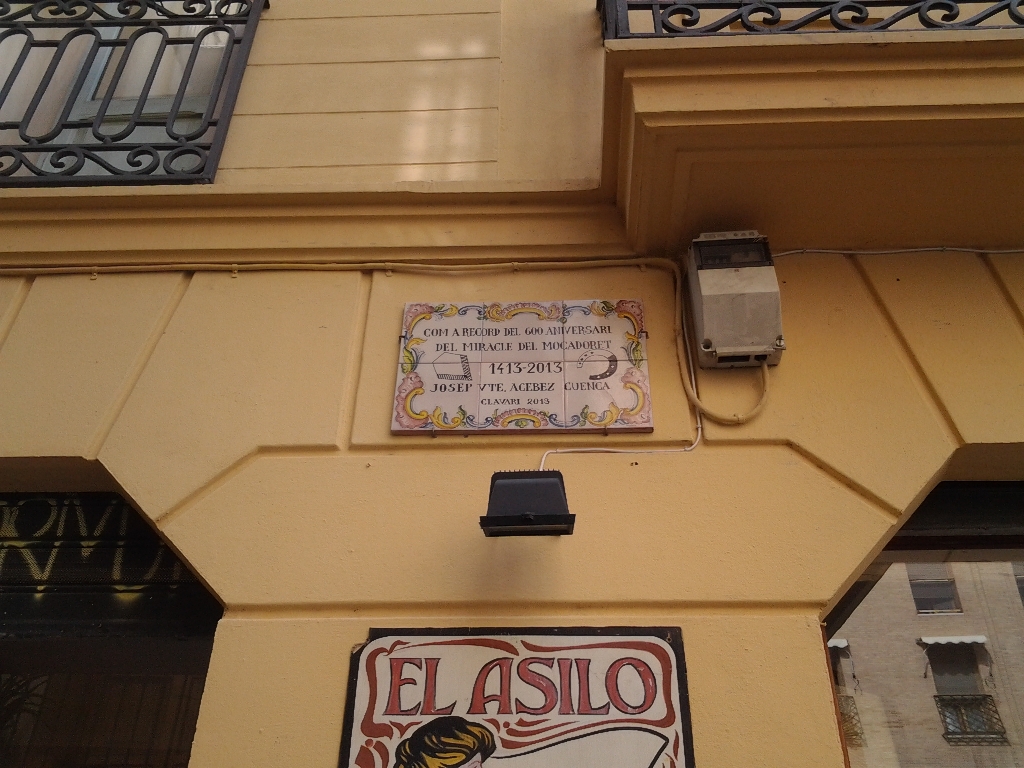 COM A RECORD DEL 600 ANIVERSARI
DEL MIRACLE DEL MOCADORET
1413-2013
JOSEP VTE. ACEBEZ CUENCA
CLAVARI 2013
EL ASILO